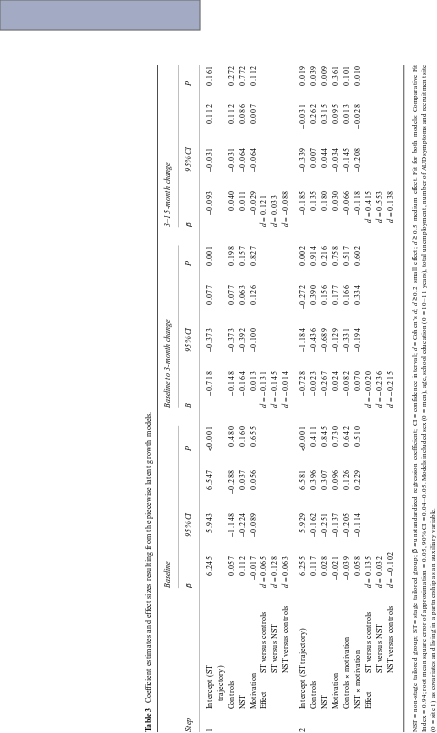 Table 3 Coefficient estimates and effect sizes resulting from the piecewise latent growth models.
Baseline Baseline to 3-month change 3–15-month change
Step β 95% CI P B 95% CI P β 95% CI P
1 Intercept (ST trajectory) 6.245 5.943 6.547 <0.001 −0.718 −0.373 0.077 0.001 −0.093 −0.031 0.112 0.161
Controls 0.057 −1.148 −0.288 0.480 −0.148 −0.373 0.077 0.198 0.040 −0.031 0.112 0.272
NST 0.112 −0.224 0.037 0.160 −0.164 −0.392 0.063 0.157 0.011 −0.064 0.086 0.772
Motivation −0.017 −0.089 0.056 0.655 0.013 −0.100 0.126 0.827 −0.029 −0.064 0.007 0.112
Effect ST versus controls d = 0.065 d = −0.131 d = 0.121
ST versus NST d = 0.128 d = −0.145 d = 0.033
NST versus controls d = 0.063 d = −0.014 d = −0.088
2 Intercept (ST trajectory) 6.255 5.929 6.581 <0.001 −0.728 −1.184 −0.272 0.002 −0.185 −0.339 −0.031 0.019
Controls 0.117 −0.162 0.396 0.411 −0.023 −0.436 0.390 0.914 0.135 0.007 0.262 0.039
NST 0.028 −0.251 0.307 0.845 −0.267 −0.689 0.156 0.216 0.180 0.044 0.315 0.009
Motivation −0.021 −0.137 0.096 0.730 0.024 −0.129 0.177 0.758 0.030 −0.034 0.095 0.361
Controls × motivation −0.039 −0.205 0.126 0.642 −0.082 −0.331 0.166 0.517 −0.066 −0.145 0.013 0.101
NST × motivation 0.058 −0.114 0.229 0.510 0.070 −0.194 0.334 0.602 −0.118 −0.208 −0.028 0.010
Effect ST versus controls d = 0.135 d = −0.020 d = 0.415
ST versus NST d = 0.032 d = −0.236 d = 0.553
NST versus controls d = −0.102 d = −0.215 d = 0.138
NST = non-stage tailored group; ST = stage tailored group; β = unstandardized regression coefficient; CI = confidence interval; d = Cohen's d, d ≥ 0.2 small effect; d ≥ 0.5 medium effect. Fit for both models: Comparative Fit
Index = 0.94; root mean square error of approximation = 0.05, 90% CI = 0.04–0.05. Models included sex (0 = men), age, school education (0 = 10–11 years), total unemployment, number of AUD symptoms and recruitment site
(0 = site 1) as covariates and living in a partnership as an auxiliary variable.